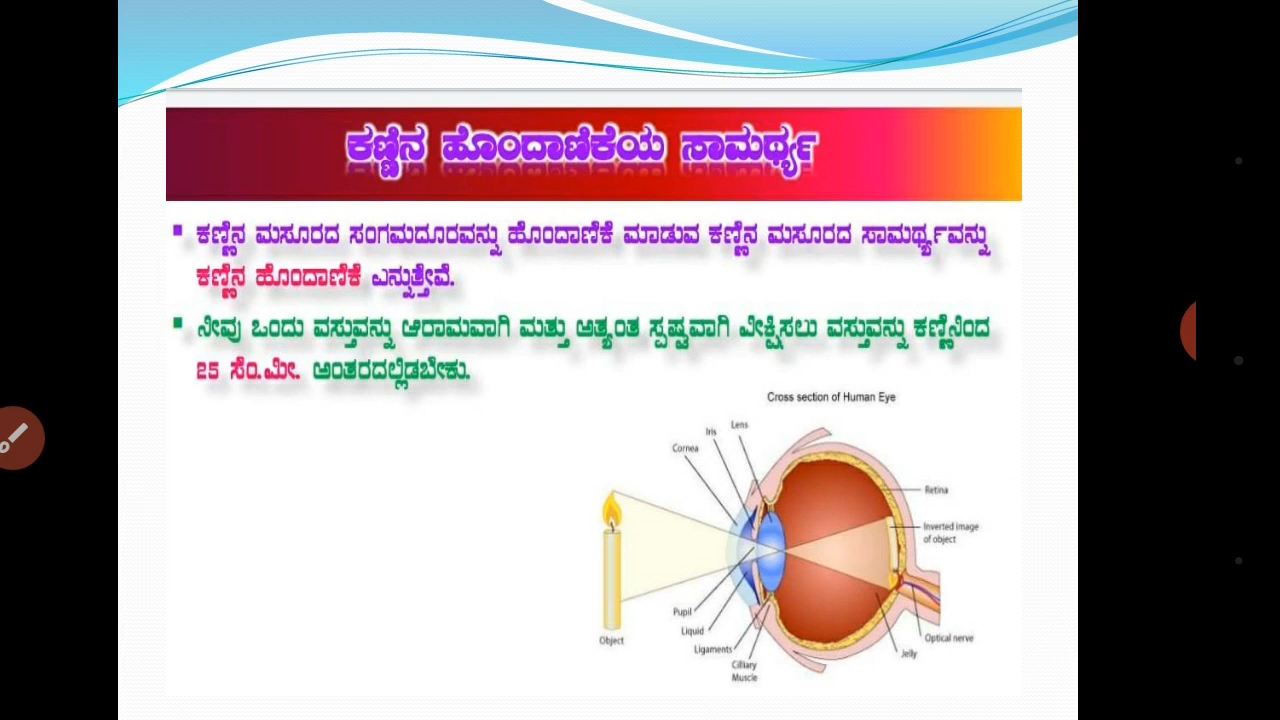 ಕಣ್ಣಿನ ಹೊಂದಾಣಿಕೆಯ ಸಾಮರ್ಥ್ಯ
ಕಣ್ಣಿನ ಮಸೂರದ ಸಂಗಮದೂರವನ್ನು ಹೊಂದಾಣಿಕೆ ಮಾಡುವ ಕಣ್ಣಿನ ಮಸೂರದ ಸಾಮರ್ಥ್ಯವನ್ನು
ಕಣ್ಣಿನ ಹೊಂದಾಣಿಕೆ ಎನ್ನುತ್ತೇವೆ.
ನೀವು ಒಂದು ವಸ್ತುವನ್ನು ಆರಾಮವಾಗಿ ಮತ್ತು ಅತ್ಯಂತ ಸ್ಪಷ್ಟವಾಗಿ ವೀಕ್ಷಿಸಲು ವಸ್ತುವನ್ನು ಕಣ್ಣಿನಿಂದ
೭೫ ಸೆಂ.ಮೀ. ಅಂತರದಲ್ಲಿಡಬೇಕು.
Cross section of Human Eye
Lens
Iris
Cornea
Retina
Inverted image
of object
Pupil
Liquid
Object
Optical nerve
Ligaments
Jelly
Cilliary
Muscle